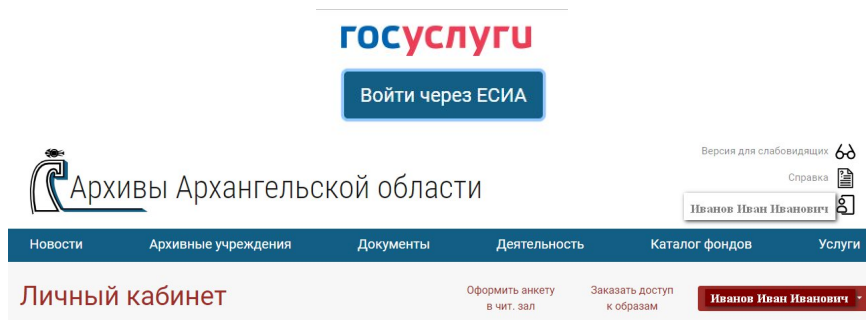 госуслуги
Войти через ЕСИА
Версия для слабовидящих
Архивы Архангельской области
Справка
Иванов Иван Иванович
Новости Архивные учреждения Документы Деятельность Каталог фондов Услуги
Личный кабинет
Оформить анкету
в чит. зал
Заказать доступ
к образам
Иванов Иван Иванович